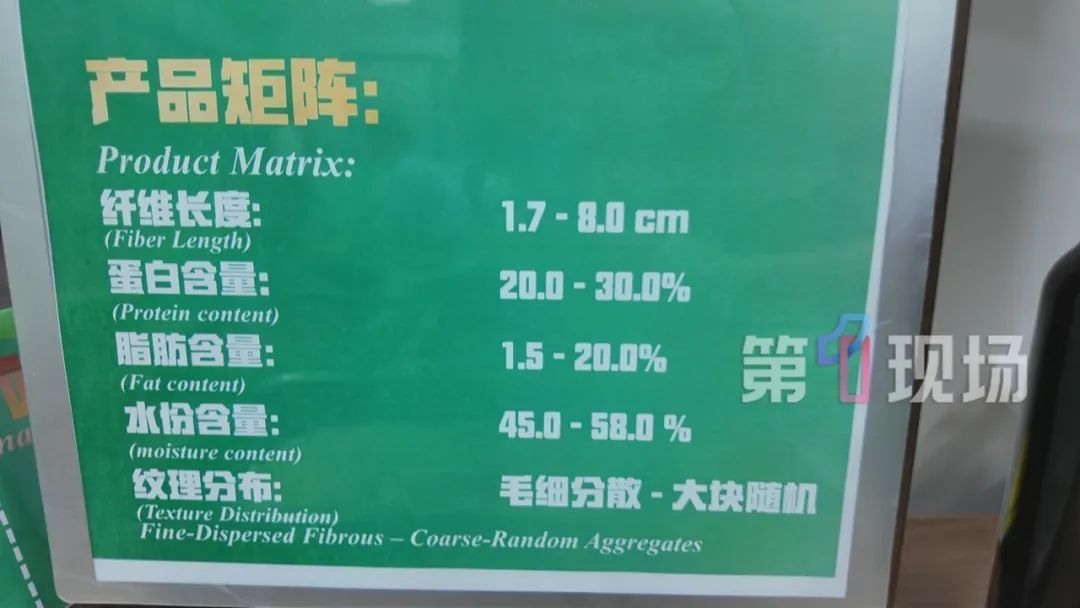 产品矩阵:
Product Matrix:
纤维长度: 1.7 - 8.0 cm
(Fiber Length)
蛋白含量: 20.0 - 30.0%
(Protein content)
脂肪含量: 1.5 - 20.0%
(Fat content)
水份含量: 45.0 - 58.0 %
(moisture content)
纹理分布: 毛细分散 - 大块随机
(Texture Distribution)
Fine-Dispersed Fibrous – Coarse-Random Aggregates
第1现场